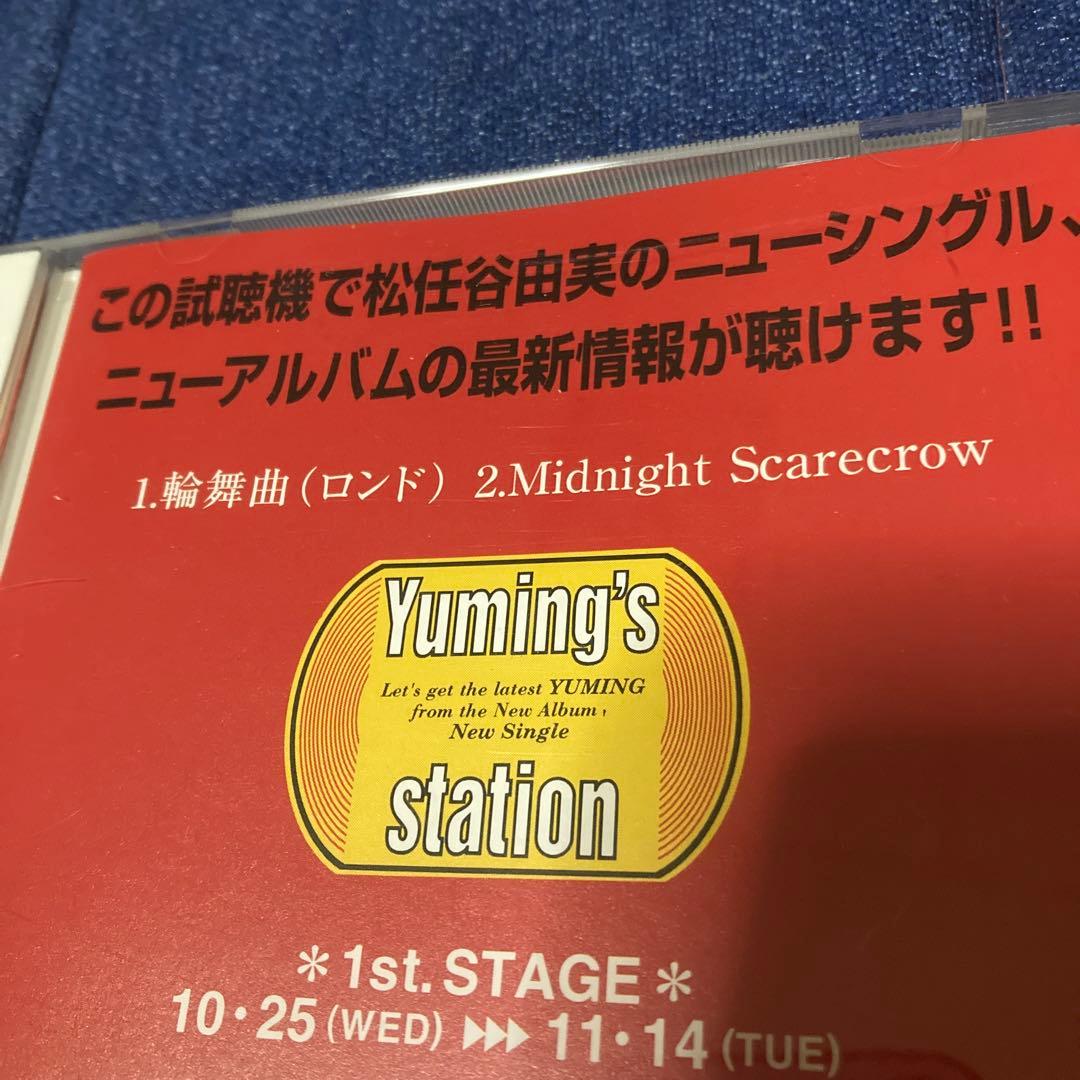 この試聴機で松任谷由実のニューシングル、
ニューアルバムの最新情報が聴けます!!
1.輪舞曲(ロンド) 2.Midnight Scarecrow
Yuming's
Let's get the latest YUMING
from the New Album,
New Single
station
*1st. STAGE*
10・25(WED) ▶▶▶ 11・14(TUE)